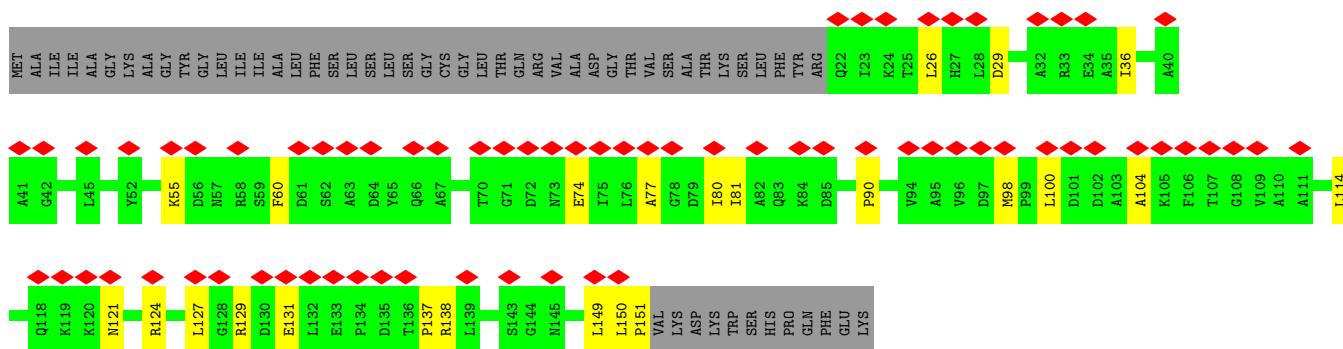 MET ALA ILE ILE ALA GLY LYS ALA GLY TYR GLY LEU ILE ILE ALA LEU PHE SER LEU SER LEU SER GLY CYS GLY LEU THR GLN ARG VAL ALA ASP GLY THR VAL SER ALA THR LYS SER LEU PHE TYR ARG Q22 I23 K24 T25 L26 H27 L28 D29 A32 R33 E34 A35 I36 A40
A41 G42 L45 Y52 K55 D56 N57 R58 S59 F60 D61 S62 A63 D64 Y65 Q66 A67 T70 G71 D72 N73 E74 I75 L76 A77 G78 D79 I80 I81 A82 Q83 K84 D85 P90 V94 A95 V96 D97 M98 P99 L100 D101 D102 A103 A104 K105 F106 T107 G108 V109 A110 A111 L114
Q118 K119 K120 N121 R124 L127 G128 R129 D130 E131 L132 E133 P134 D135 T136 P137 R138 L139 S143 G144 N145 L149 L150 P151 VAL LYS ASP LYS TRP SER HIS PRO GLN PHE GLU LYS